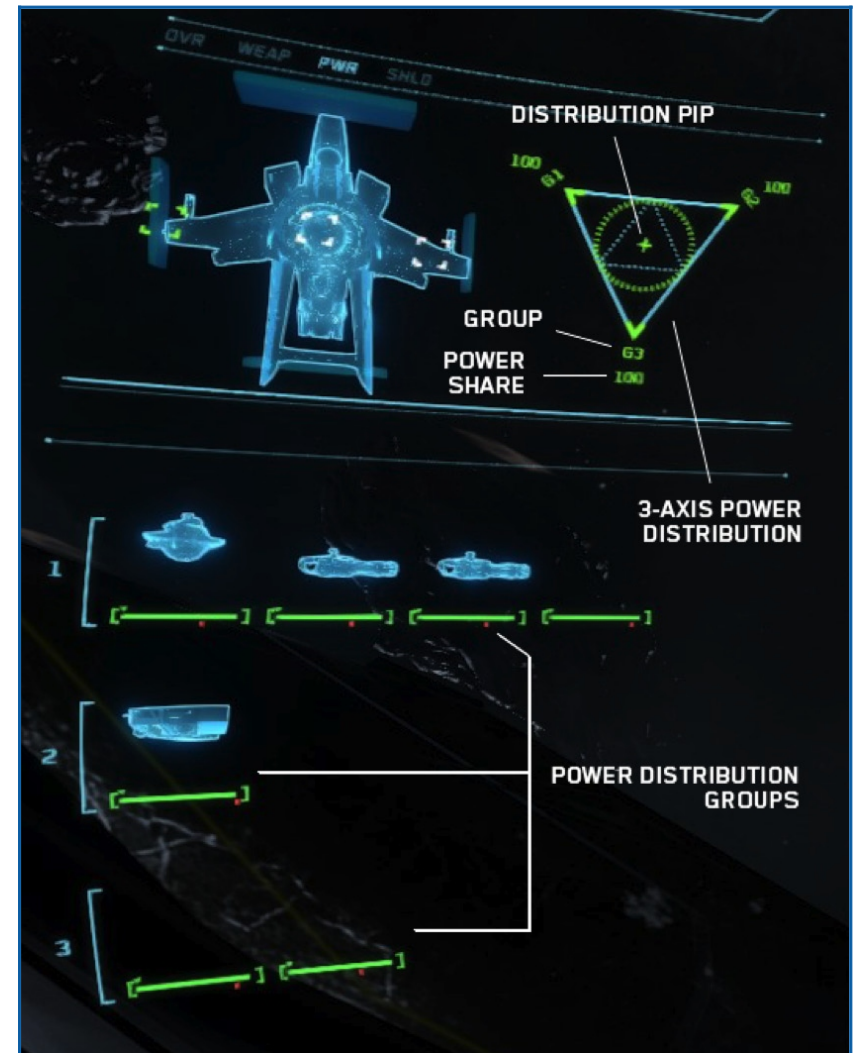 OVR WEAP PWR SHLD
DISTRIBUTION PIP
100 G1
G2 100
GROUP
G3
POWER
SHARE
100
3-AXIS POWER
DISTRIBUTION
1
2
POWER DISTRIBUTION
GROUPS
3